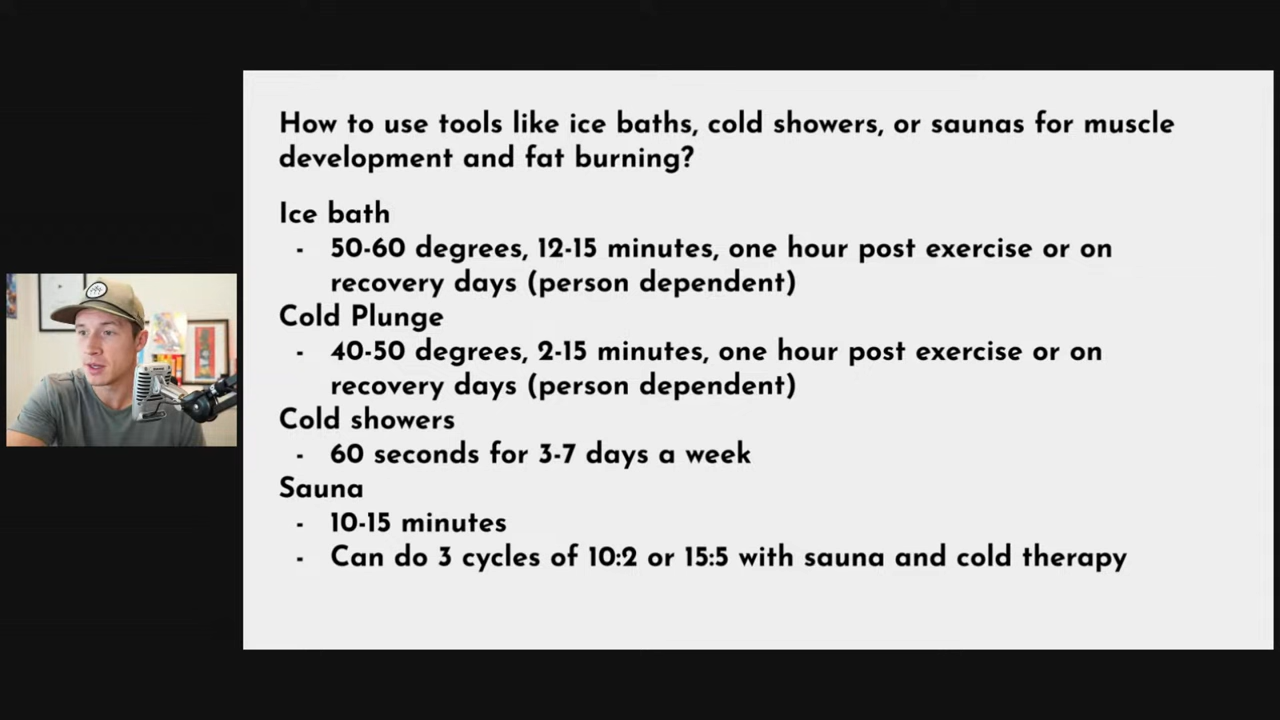 How to use tools like ice baths, cold showers, or saunas for muscle
development and fat burning?
Ice bath
- 50-60 degrees, 12-15 minutes, one hour post exercise or on
recovery days (person dependent)
Cold Plunge
- 40-50 degrees, 2-15 minutes, one hour post exercise or on
recovery days (person dependent)
Cold showers
- 60 seconds for 3-7 days a week
Sauna
- 10-15 minutes
- Can do 3 cycles of 10:2 or 15:5 with sauna and cold therapy